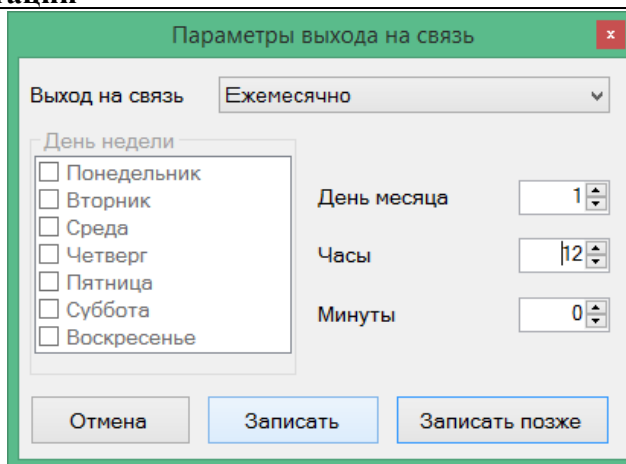 Параметры выхода на связь
x
Выход на связь Ежемесячно
День недели
Понедельник
Вторник
Среда
Четверг
Пятница
Суббота
Воскресенье
День месяца 1
Часы 12
Минуты 0
Отмена Записать Записать позже